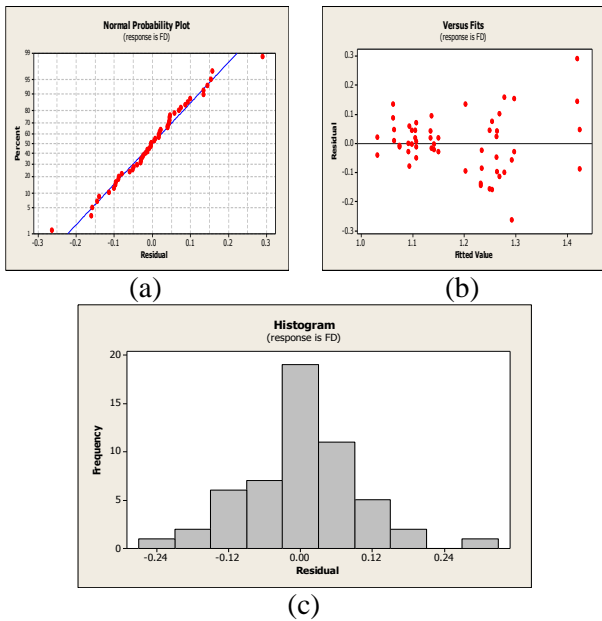 Normal Probability Plot
(response is FD)
99
95
90
80
70
60
50
40
30
20
10
5
1
Percent
-0.3
-0.2
-0.1
0.0
0.1
0.2
0.3
Residual
(a)
Versus Fits
(response is FD)
0.3
0.2
0.1
0.0
-0.1
-0.2
-0.3
Residual
1.0
1.1
1.2
1.3
1.4
Fitted Value
(b)
Histogram
(response is FD)
20
15
10
5
0
Frequency
-0.24
-0.12
0.00
0.12
0.24
Residual
(c)